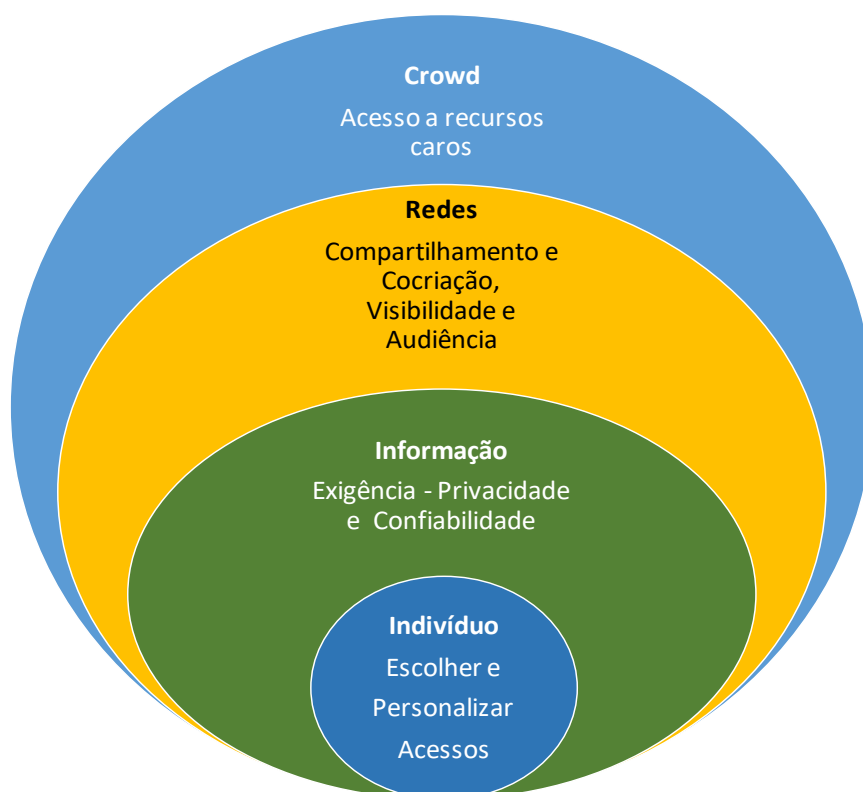 Crowd
Acesso a recursos
caros
Redes
Compartilhamento e
Cocriação,
Visibilidade e
Audiência
Informação
Exigência - Privacidade
e Confiabilidade
Indivíduo
Escolher e
Personalizar
Acessos